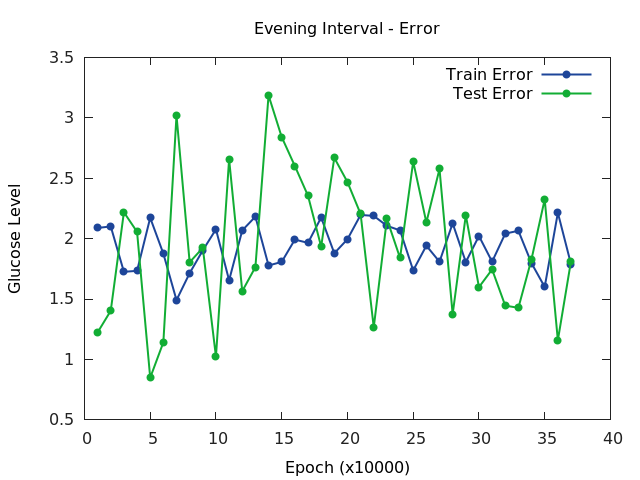 Evening Interval - Error
Train Error
Test Error
3.5
3
2.5
2
1.5
1
0.5
Glucose Level
0 5 10 15 20 25 30 35 40
Epoch (x10000)